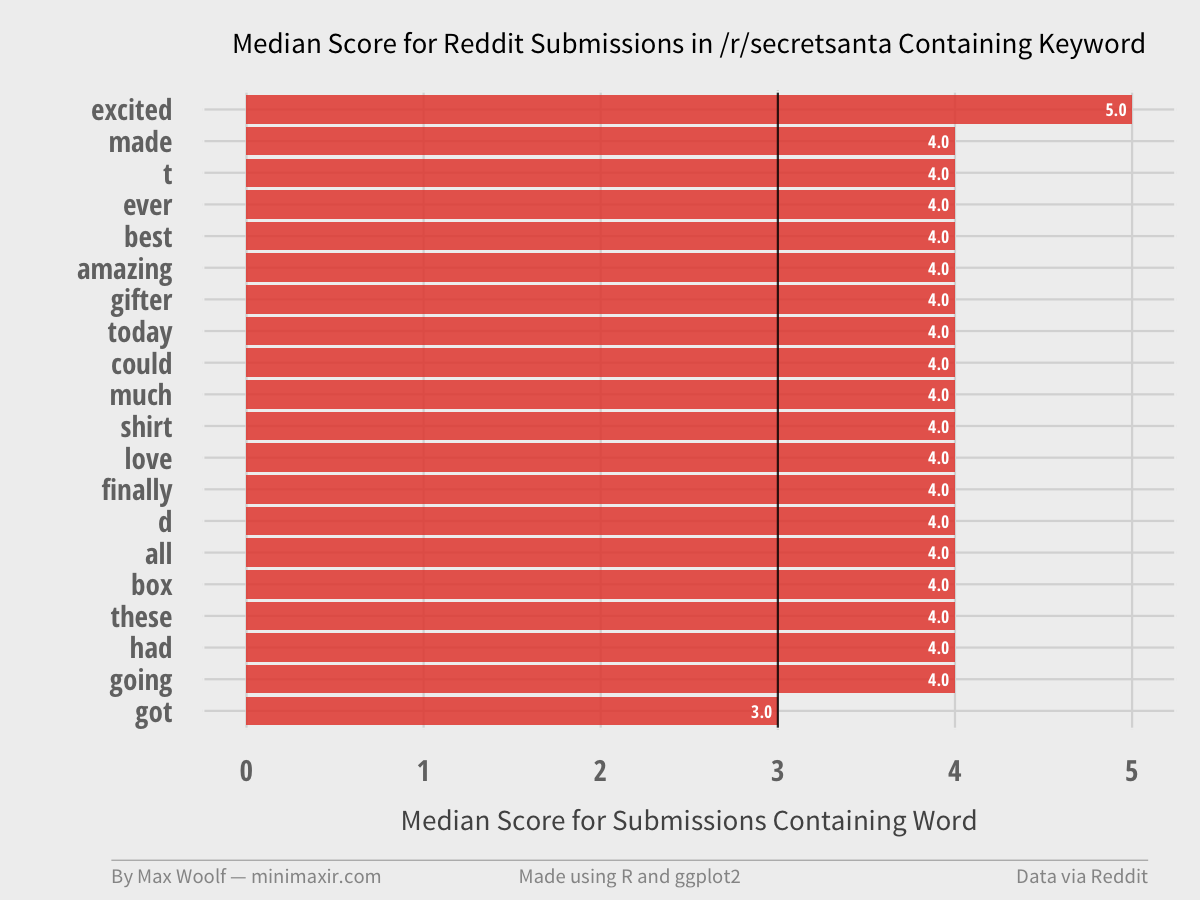 Median Score for Reddit Submissions in /r/secretsanta Containing Keyword
excited 5.0
made 4.0
t 4.0
ever 4.0
best 4.0
amazing 4.0
gifter 4.0
today 4.0
could 4.0
much 4.0
shirt 4.0
love 4.0
finally 4.0
d 4.0
all 4.0
box 4.0
these 4.0
had 4.0
going 4.0
got 3.0
0 1 2 3 4 5
Median Score for Submissions Containing Word
By Max Woolf — minimaxir.com Made using R and ggplot2 Data via Reddit